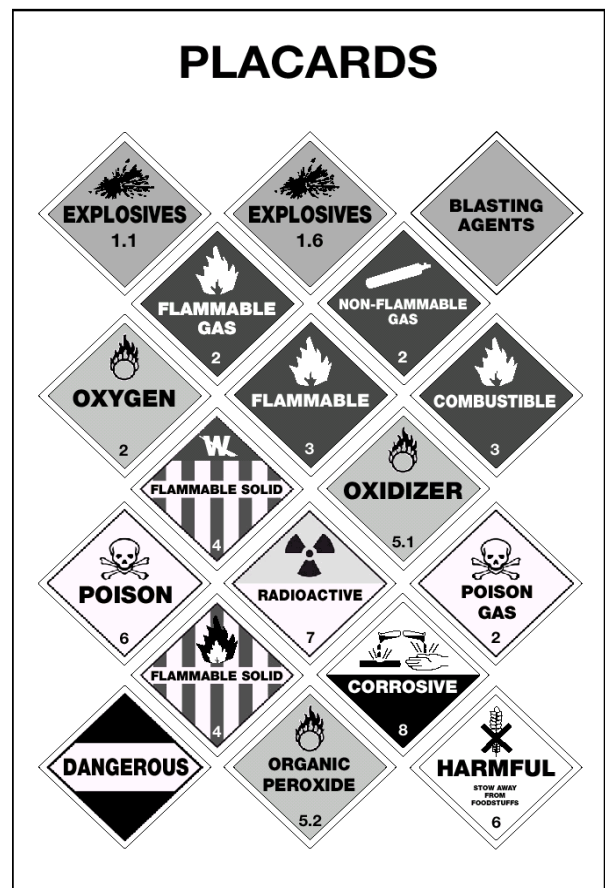 PLACARDS
EXPLOSIVES
1.1
EXPLOSIVES
1.6
BLASTING
AGENTS
FLAMMABLE
GAS
2
NON-FLAMMABLE
GAS
2
OXYGEN
2
FLAMMABLE
3
COMBUSTIBLE
3
W
FLAMMABLE SOLID
4
OXIDIZER
5.1
POISON
6
RADIOACTIVE
7
POISON
GAS
2
FLAMMABLE SOLID
4
CORROSIVE
8
DANGEROUS
ORGANIC
PEROXIDE
5.2
HARMFUL
STOW AWAY
FROM
FOODSTUFFS
6